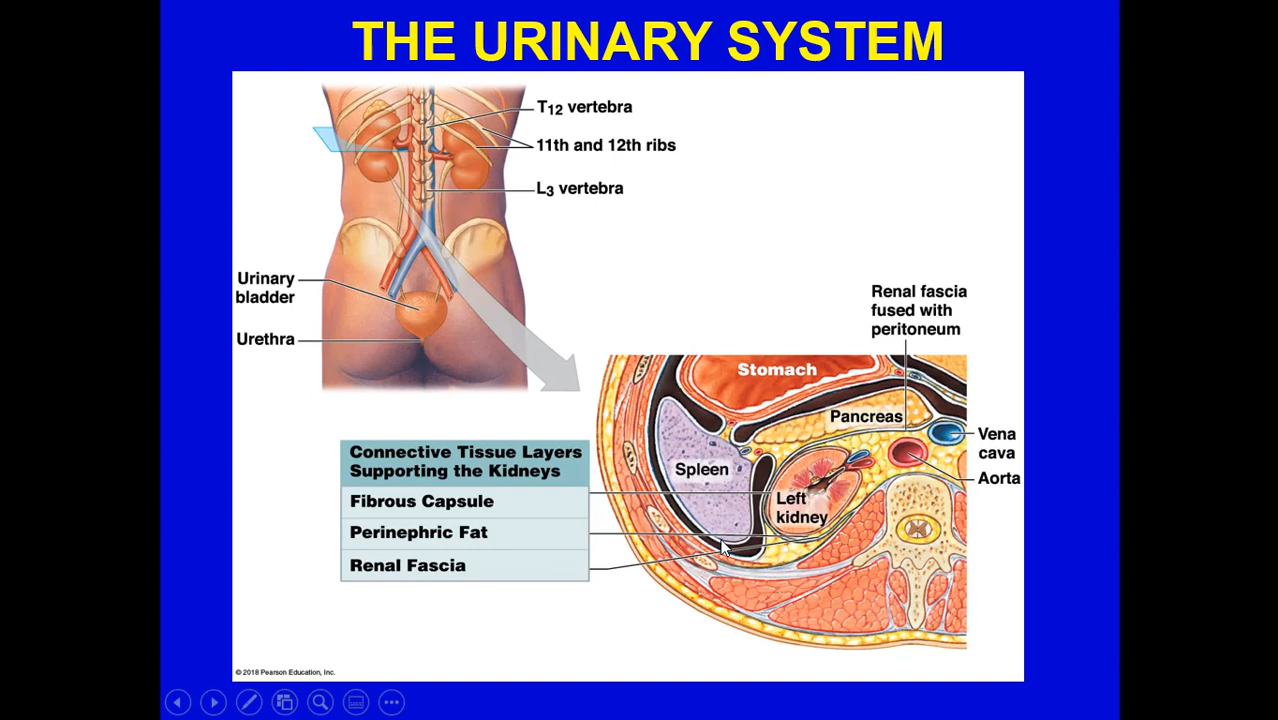 THE URINARY SYSTEM
T12 vertebra
11th and 12th ribs
L3 vertebra
Urinary
bladder
Urethra
Renal fascia
fused with
peritoneum
Stomach
Pancreas
Vena
cava
Aorta
Spleen
Left
kidney
Connective Tissue Layers
Supporting the Kidneys
Fibrous Capsule
Perinephric Fat
Renal Fascia
© 2018 Pearson Education, Inc.